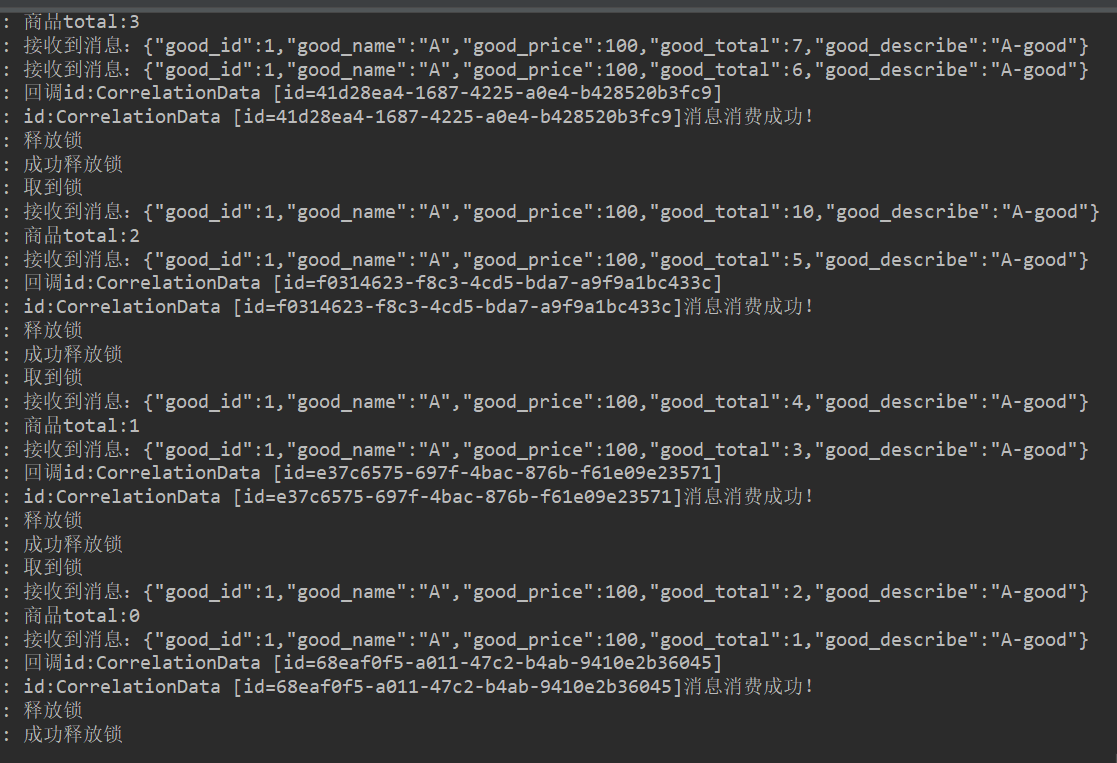 : 商品total:3
: 接收到消息: {"good_id":1,"good_name":"A","good_price":100,"good_total":7,"good_describe":"A-good"}
: 接收到消息: {"good_id":1,"good_name":"A","good_price":100,"good_total":6,"good_describe":"A-good"}
: 回调id:CorrelationData [id=41d28ea4-1687-4225-a0e4-b428520b3fc9]
: id:CorrelationData [id=41d28ea4-1687-4225-a0e4-b428520b3fc9]消息消费成功!
: 释放锁
: 成功释放锁
: 取到锁
: 接收到消息: {"good_id":1,"good_name":"A","good_price":100,"good_total":10,"good_describe":"A-good"}
: 商品total:2
: 接收到消息: {"good_id":1,"good_name":"A","good_price":100,"good_total":5,"good_describe":"A-good"}
: 回调id:CorrelationData [id=f0314623-f8c3-4cd5-bda7-a9f9a1bc433c]
: id:CorrelationData [id=f0314623-f8c3-4cd5-bda7-a9f9a1bc433c]消息消费成功!
: 释放锁
: 成功释放锁
: 取到锁
: 接收到消息: {"good_id":1,"good_name":"A","good_price":100,"good_total":4,"good_describe":"A-good"}
: 商品total:1
: 接收到消息: {"good_id":1,"good_name":"A","good_price":100,"good_total":3,"good_describe":"A-good"}
: 回调id:CorrelationData [id=e37c6575-697f-4bac-876b-f61e09e23571]
: id:CorrelationData [id=e37c6575-697f-4bac-876b-f61e09e23571]消息消费成功!
: 释放锁
: 成功释放锁
: 取到锁
: 接收到消息: {"good_id":1,"good_name":"A","good_price":100,"good_total":2,"good_describe":"A-good"}
: 商品total:0
: 接收到消息: {"good_id":1,"good_name":"A","good_price":100,"good_total":1,"good_describe":"A-good"}
: 回调id:CorrelationData [id=68eaf0f5-a011-47c2-b4ab-9410e2b36045]
: id:CorrelationData [id=68eaf0f5-a011-47c2-b4ab-9410e2b36045]消息消费成功!
: 释放锁
: 成功释放锁